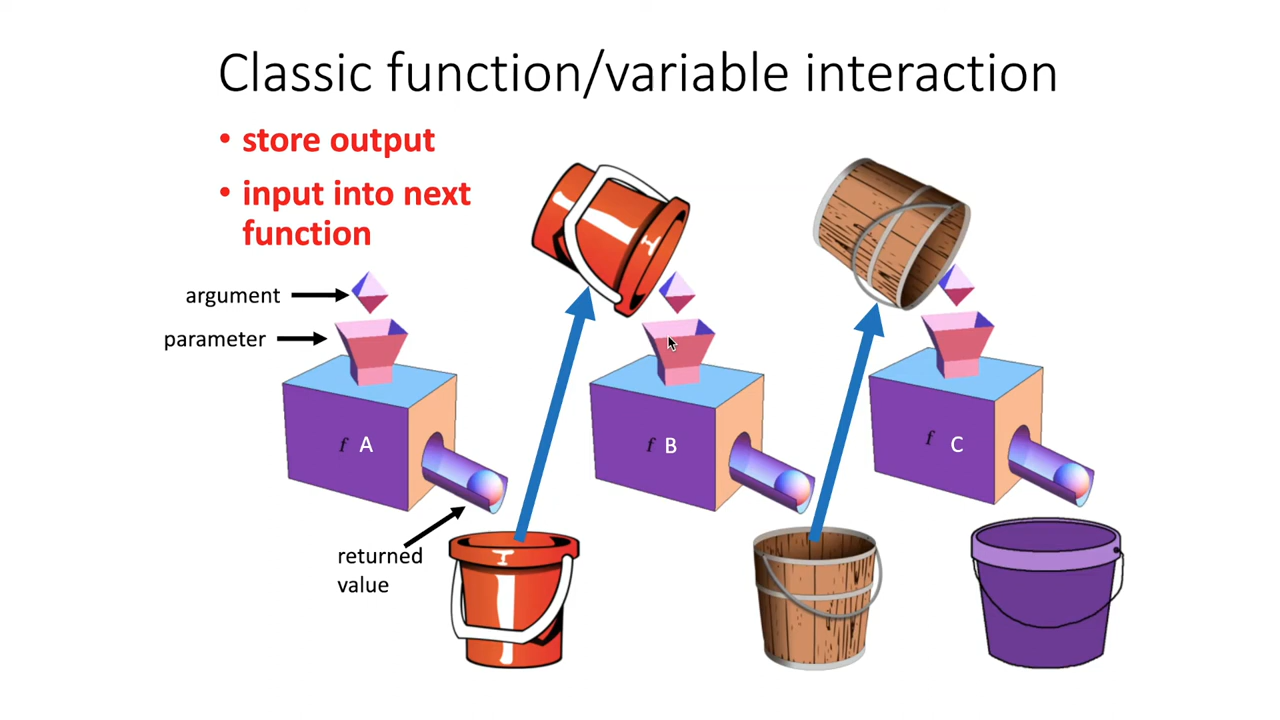 Classic function/variable interaction
• store output
• input into next
function
argument
parameter
f A
f B
f C
returned
value